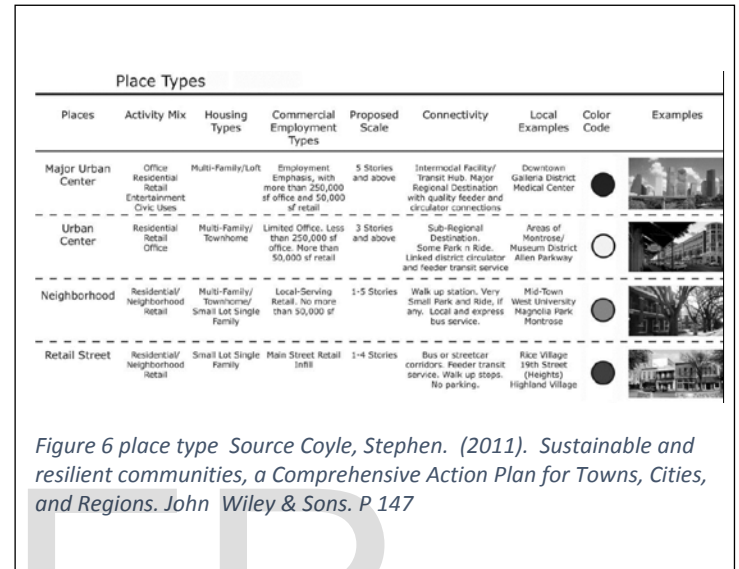 Place Types
Places Activity Mix Housing Types Commercial Employment Types Proposed Scale Connectivity Local Examples Color Code Examples
Major Urban Center
Office Residential Retail Entertainment Civic Uses
Multi-Family/Loft
Employment Emphasis, with more than 250,000 sf office and 50,000 sf retail
5 Stories and above
Intermodal Facility/ Transit Hub. Major Regional Destination with quality feeder and circulator connections
Downtown Galleria District Medical Center
Urban Center
Residential Retail Office
Multi-Family/ Townhome
Limited Office. Less than 250,000 sf office. More than 50,000 sf retail
3 Stories and above
Sub-Regional Destination. Some Park n Ride. Linked district circulator and feeder transit service
Areas of Montrose/ Museum District Allen Parkway
Neighborhood
Residential/ Neighborhood Retail
Multi-Family/ Townhome/ Small Lot Single Family
Local-Serving Retail. No more than 50,000 sf
1-5 Stories
Walk up station. Very Small Park and Ride, if any. Local and express bus service.
Mid-Town West University Magnolia Park Montrose
Retail Street
Residential/ Neighborhood Retail
Small Lot Single Family
Main Street Retail Infill
1-4 Stories
Bus or streetcar corridors. Feeder transit service. Walk up stops. No parking.
Rice Village 19th Street (Heights) Highland Village
Figure 6 place type Source Coyle, Stephen. (2011). Sustainable and
resilient communities, a Comprehensive Action Plan for Towns, Cities,
and Regions. John Wiley & Sons. P 147